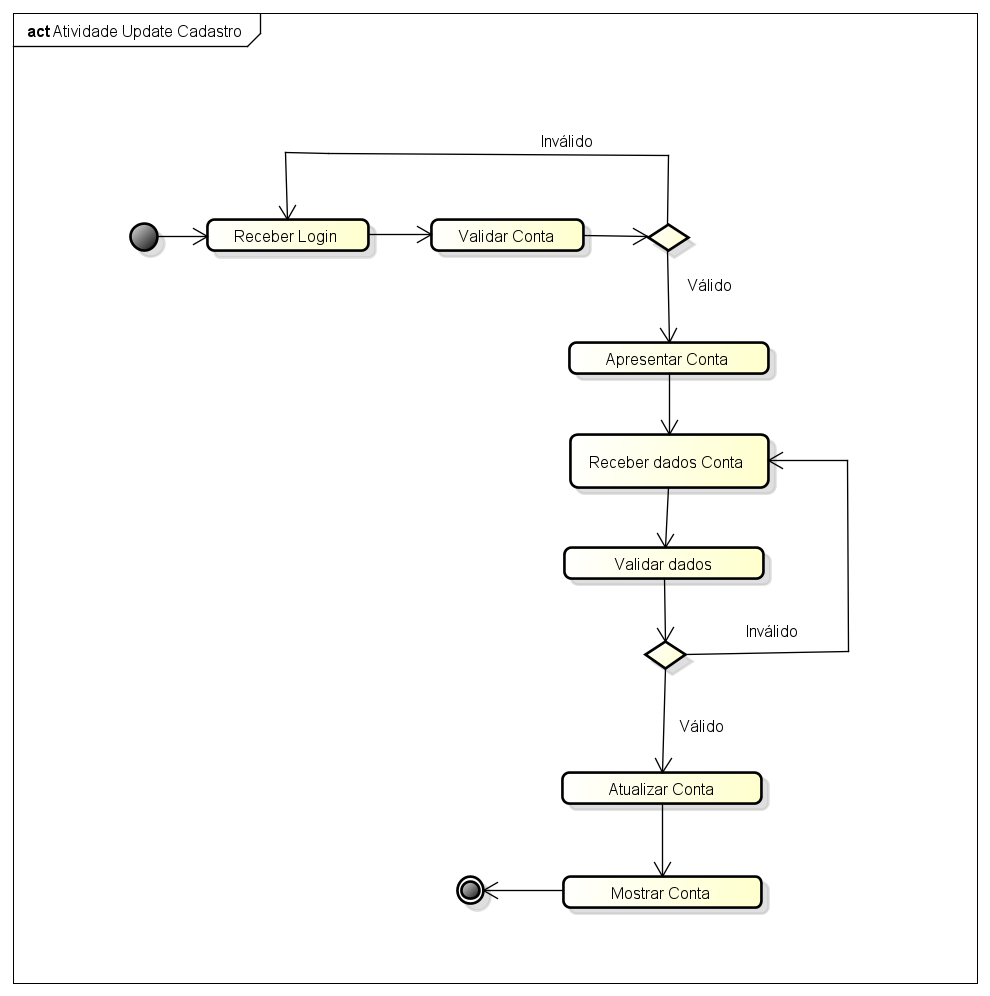 act Atividade Update Cadastro
Inválido
Receber Login
Validar Conta
Válido
Apresentar Conta
Receber dados Conta
Validar dados
Inválido
Válido
Atualizar Conta
Mostrar Conta